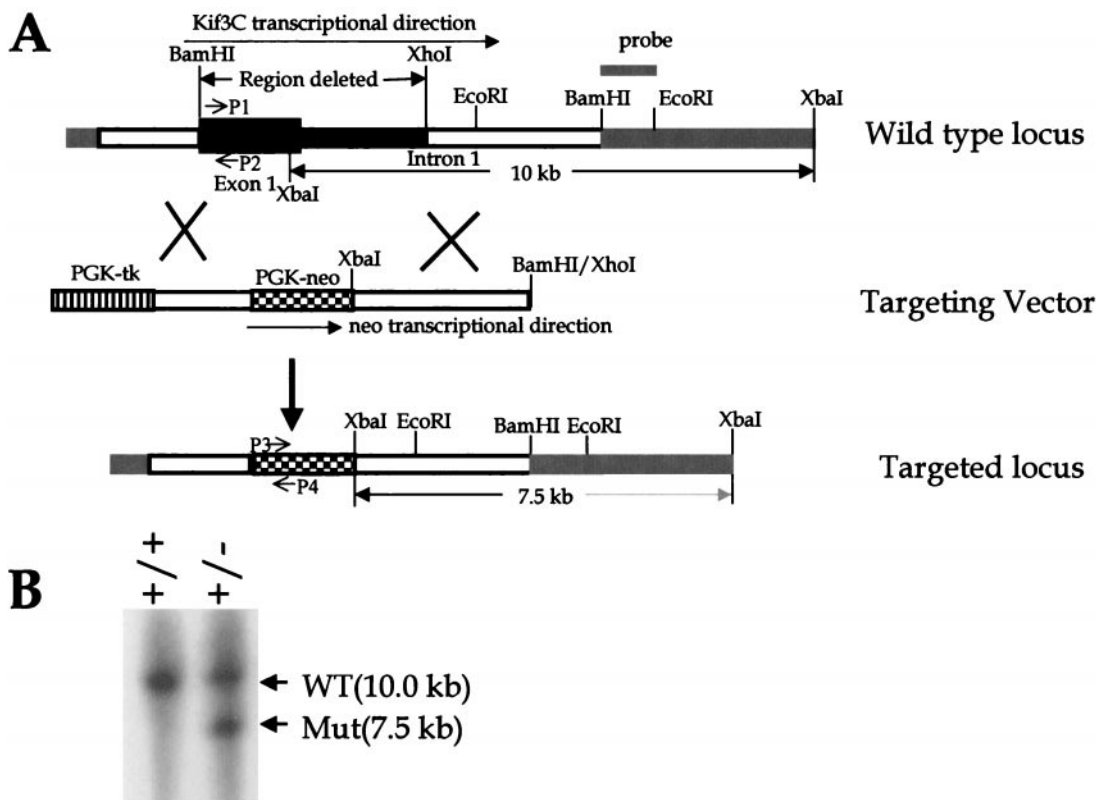 A
Kif3C transcriptional direction
probe
BamHI
XhoI
Region deleted
EcoRI
BamHI
EcoRI
XbaI
P1
Wild type locus
P2
Intron 1
Exon 1
XbaI
10 kb
PGK-tk
PGK-neo
XbaI
BamHI/XhoI
Targeting Vector
neo transcriptional direction
XbaI
EcoRI
BamHI
EcoRI
XbaI
P3
Targeted locus
P4
7.5 kb
B
+/+
+/-
WT(10.0 kb)
Mut(7.5 kb)